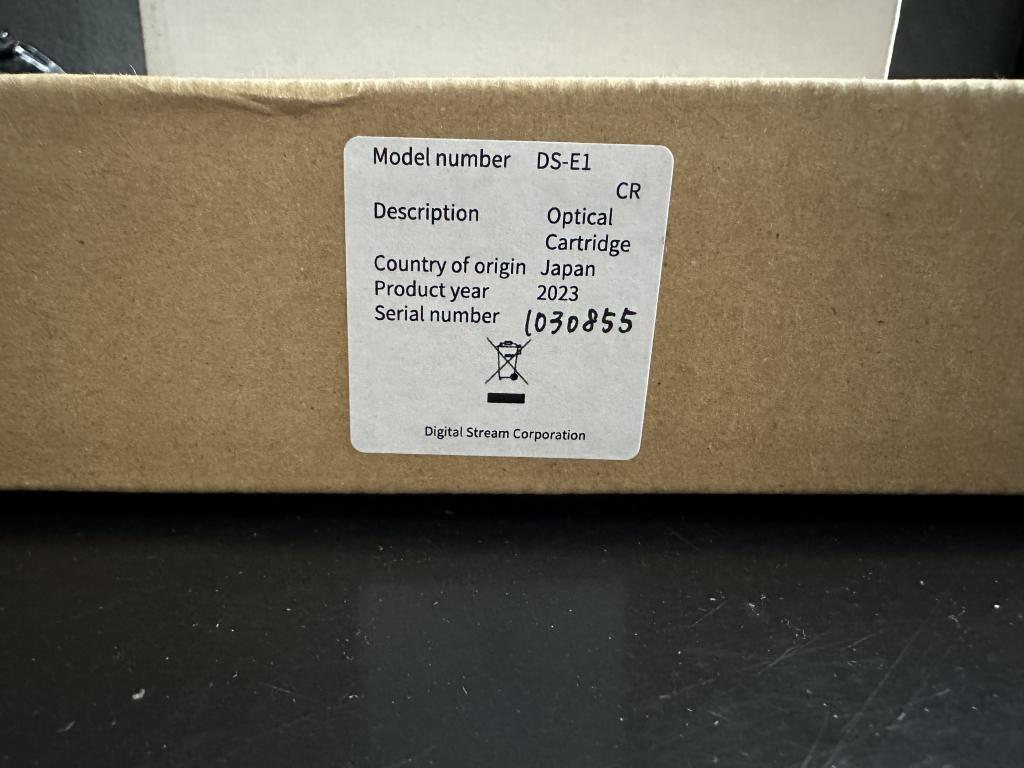 Model number DS-E1
CR
Description Optical
Cartridge
Country of origin Japan
Product year 2023
Serial number 1030855
Digital Stream Corporation